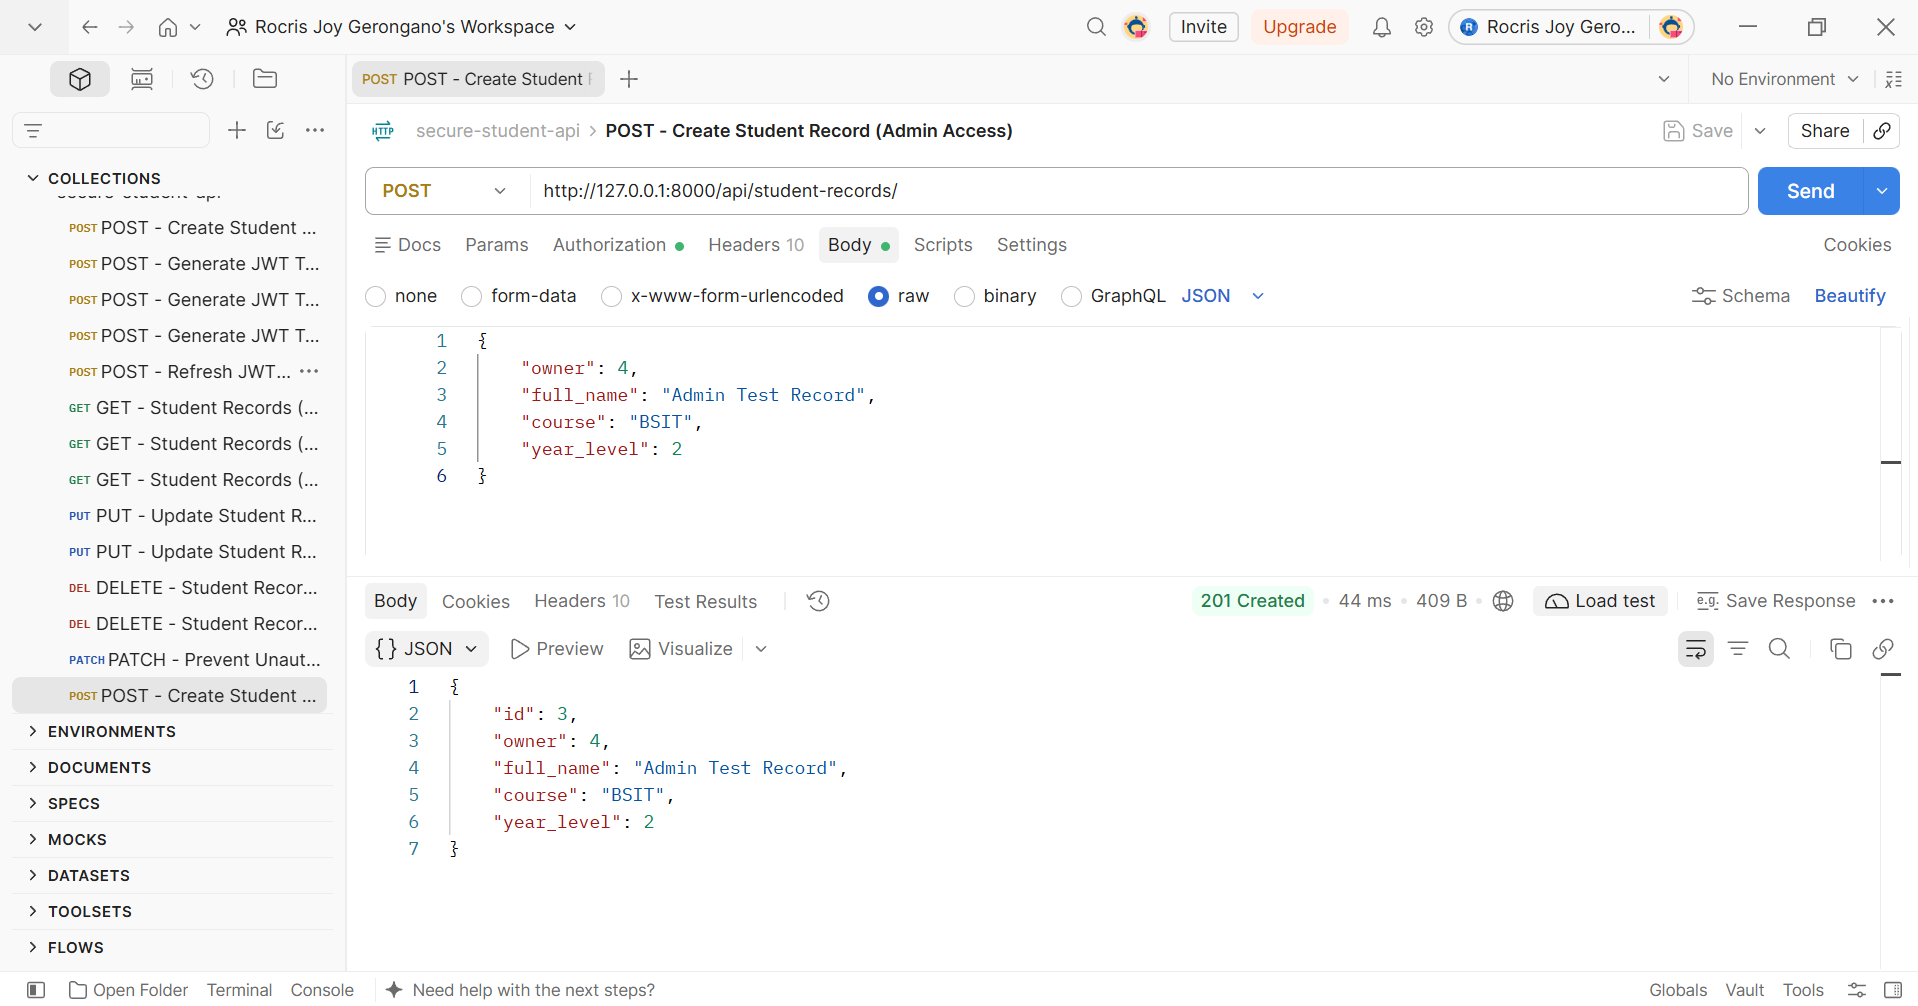 Rocris Joy Gerongano's Workspace
Invite
Upgrade
R Rocris Joy Gero...
POST POST - Create Student
No Environment
HTTP secure-student-api > POST - Create Student Record (Admin Access)
Save
Share
COLLECTIONS
secure-student-api
POST POST - Create Student ...
POST POST - Generate JWT T...
POST POST - Generate JWT T...
POST POST - Generate JWT T...
POST POST - Refresh JWT...
GET GET - Student Records (...
GET GET - Student Records (...
GET GET - Student Records (...
PUT PUT - Update Student R...
PUT PUT - Update Student R...
DEL DELETE - Student Recor...
DEL DELETE - Student Recor...
PATCH PATCH - Prevent Unaut...
POST POST - Create Student ...
ENVIRONMENTS
DOCUMENTS
SPECS
MOCKS
DATASETS
TOOLSETS
FLOWS
POST http://127.0.0.1:8000/api/student-records/
Send
Docs Params Authorization Headers 10 Body Scripts Settings Cookies
none form-data x-www-form-urlencoded raw binary GraphQL JSON Schema Beautify
1 {
2 "owner": 4,
3 "full_name": "Admin Test Record",
4 "course": "BSIT",
5 "year_level": 2
6 }
Body Cookies Headers 10 Test Results 201 Created 44 ms 409 B Load test e.g. Save Response
{} JSON Preview Visualize
1 {
2 "id": 3,
3 "owner": 4,
4 "full_name": "Admin Test Record",
5 "course": "BSIT",
6 "year_level": 2
7 }
Open Folder Terminal Console Need help with the next steps? Globals Vault Tools